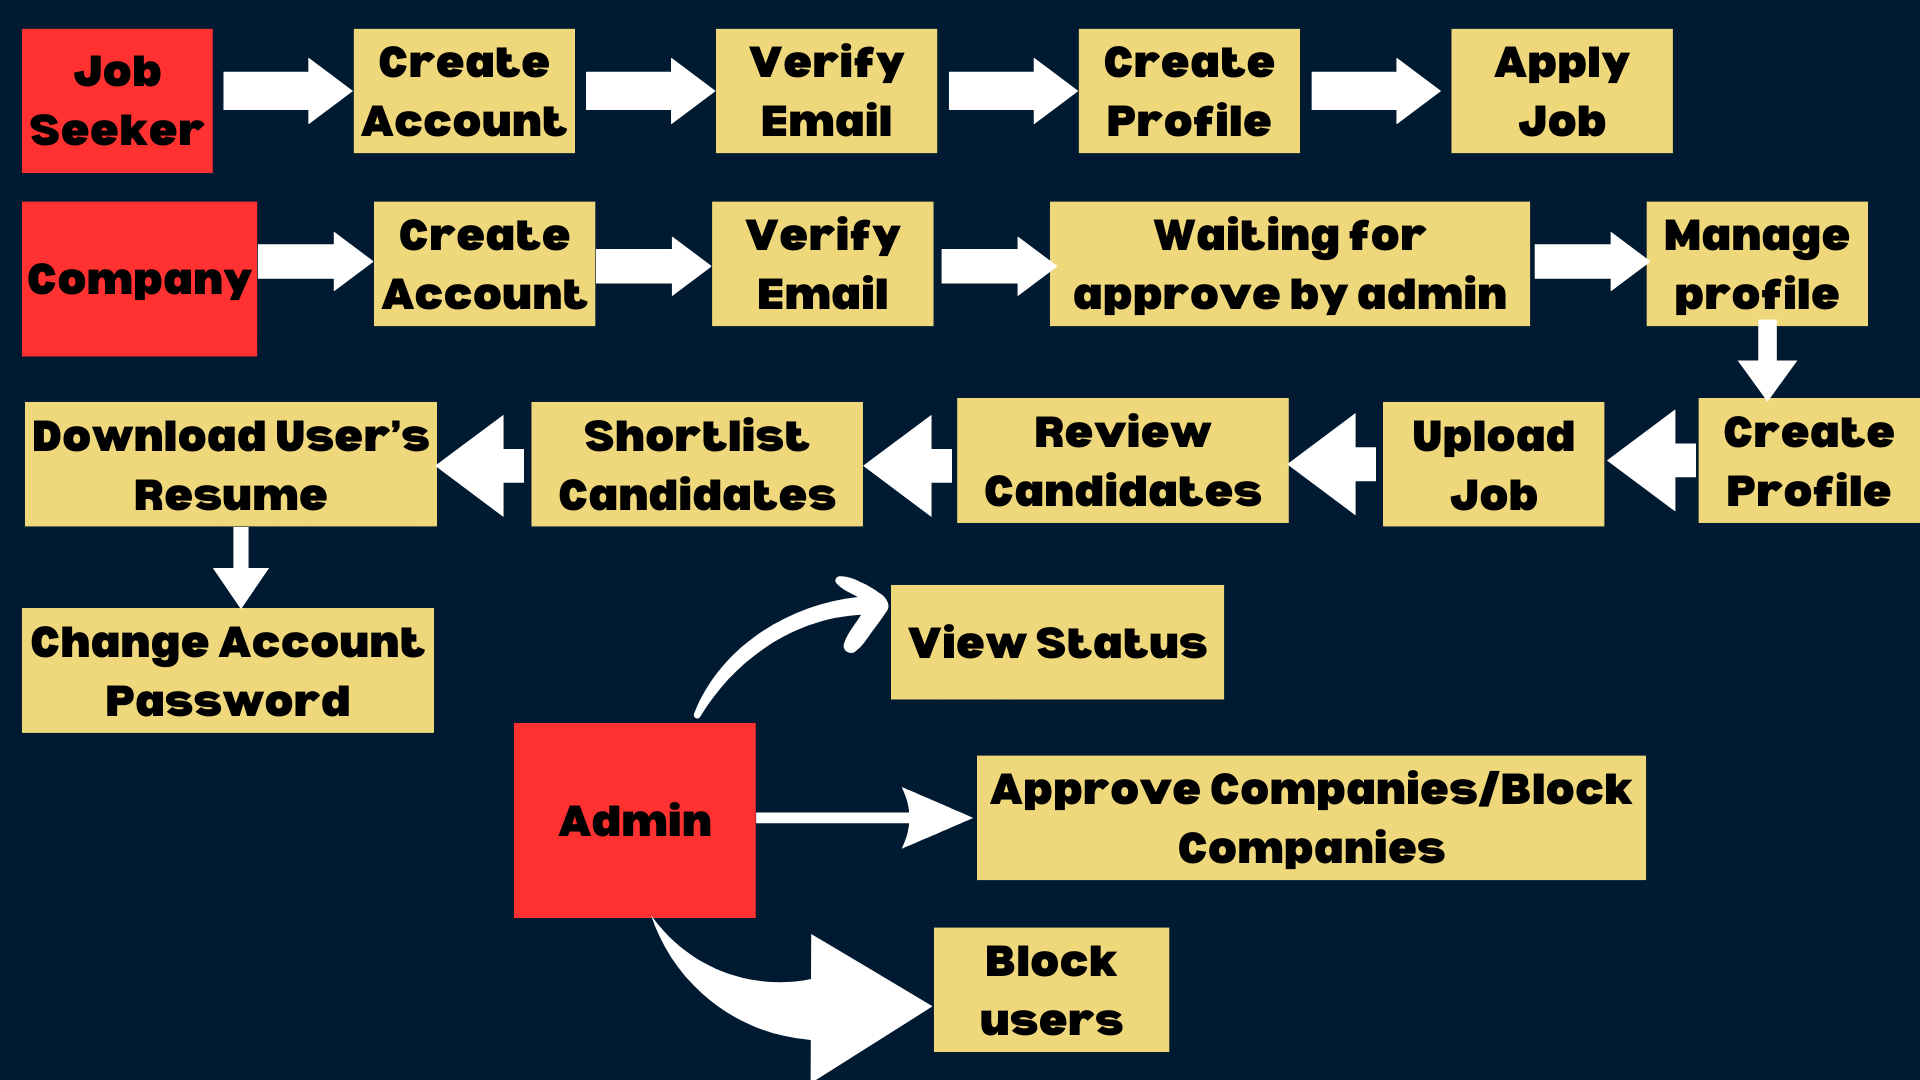 Job
Seeker
Create
Account
Verify
Email
Create
Profile
Apply
Job
Company
Create
Account
Verify
Email
Waiting for
approve by admin
Manage
profile
Create
Profile
Upload
Job
Review
Candidates
Shortlist
Candidates
Download User's
Resume
Change Account
Password
View Status
Admin
Approve Companies/Block
Companies
Block
users